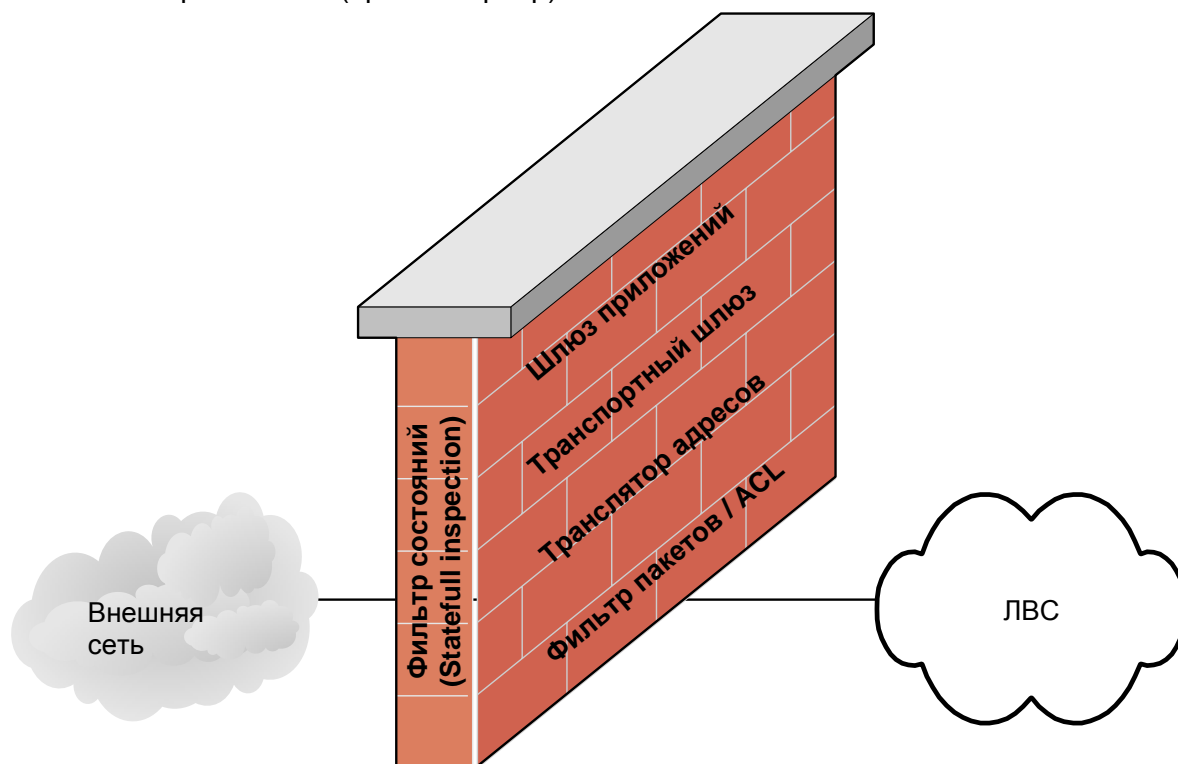 Шлюз приложений
Транспортный шлюз
Транслятор адресов
Фильтр пакетов / ACL
Фильтр состояний
(Statefull inspection)
Внешняя
сеть
ЛВС